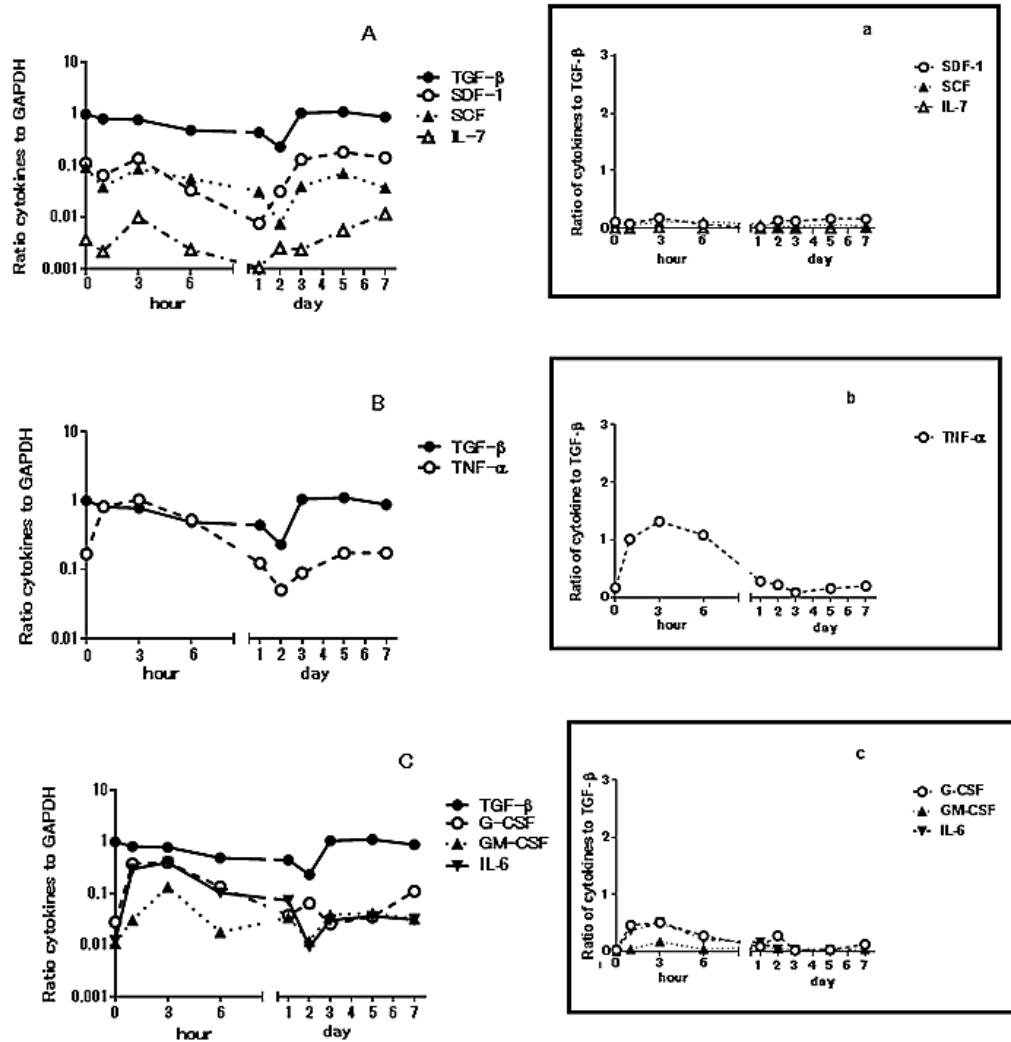 A
Ratio cytokines to GAPDH
10
1
0.1
0.01
0.001
0 3 6 1 2 3 4 5 6 7
hour day
TGF-β
SDF-1
SCF
IL-7
a
Ratio of cytokines to TGF-β
3
2
1
0
0 3 6 1 2 3 4 5 6 7
hour day
SDF-1
SCF
IL-7
B
Ratio cytokines to GAPDH
10
1
0.1
0.01
0 3 6 1 2 3 4 5 6 7
hour day
TGF-β
TNF-α
b
Ratio of cytokine to TGF-β
3
2
1
0
0 3 6 1 2 3 4 5 6 7
hour day
TNF-α
C
Ratio cytokines to GAPDH
10
1
0.1
0.01
0.001
0 3 6 1 2 3 4 5 6 7
hour day
TGF-β
G-CSF
GM-CSF
IL-6
c
Ratio of cytokines to TGF-β
3
2
1
0
0 3 6 1 2 3 4 5 6 7
hour day
G-CSF
GM-CSF
IL-6